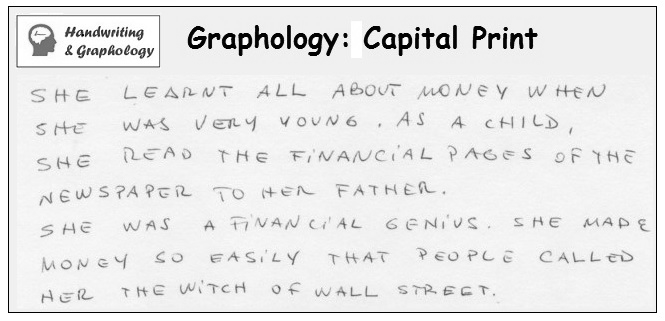 Handwriting
& Graphology
Graphology: Capital Print
SHE LEARNT ALL ABOUT MONEY WHEN
SHE WAS VERY YOUNG. AS A CHILD,
SHE READ THE FiNANCiAL PAGES OF THE
NEWSPAPER TO HER FATHER.
SHE WAS A FiNANCiAL GENiUS. SHE MADE
MONEY SO EASiLY THAT PEOPLE CALLED
HER THE WiTCH OF WALL STREET.